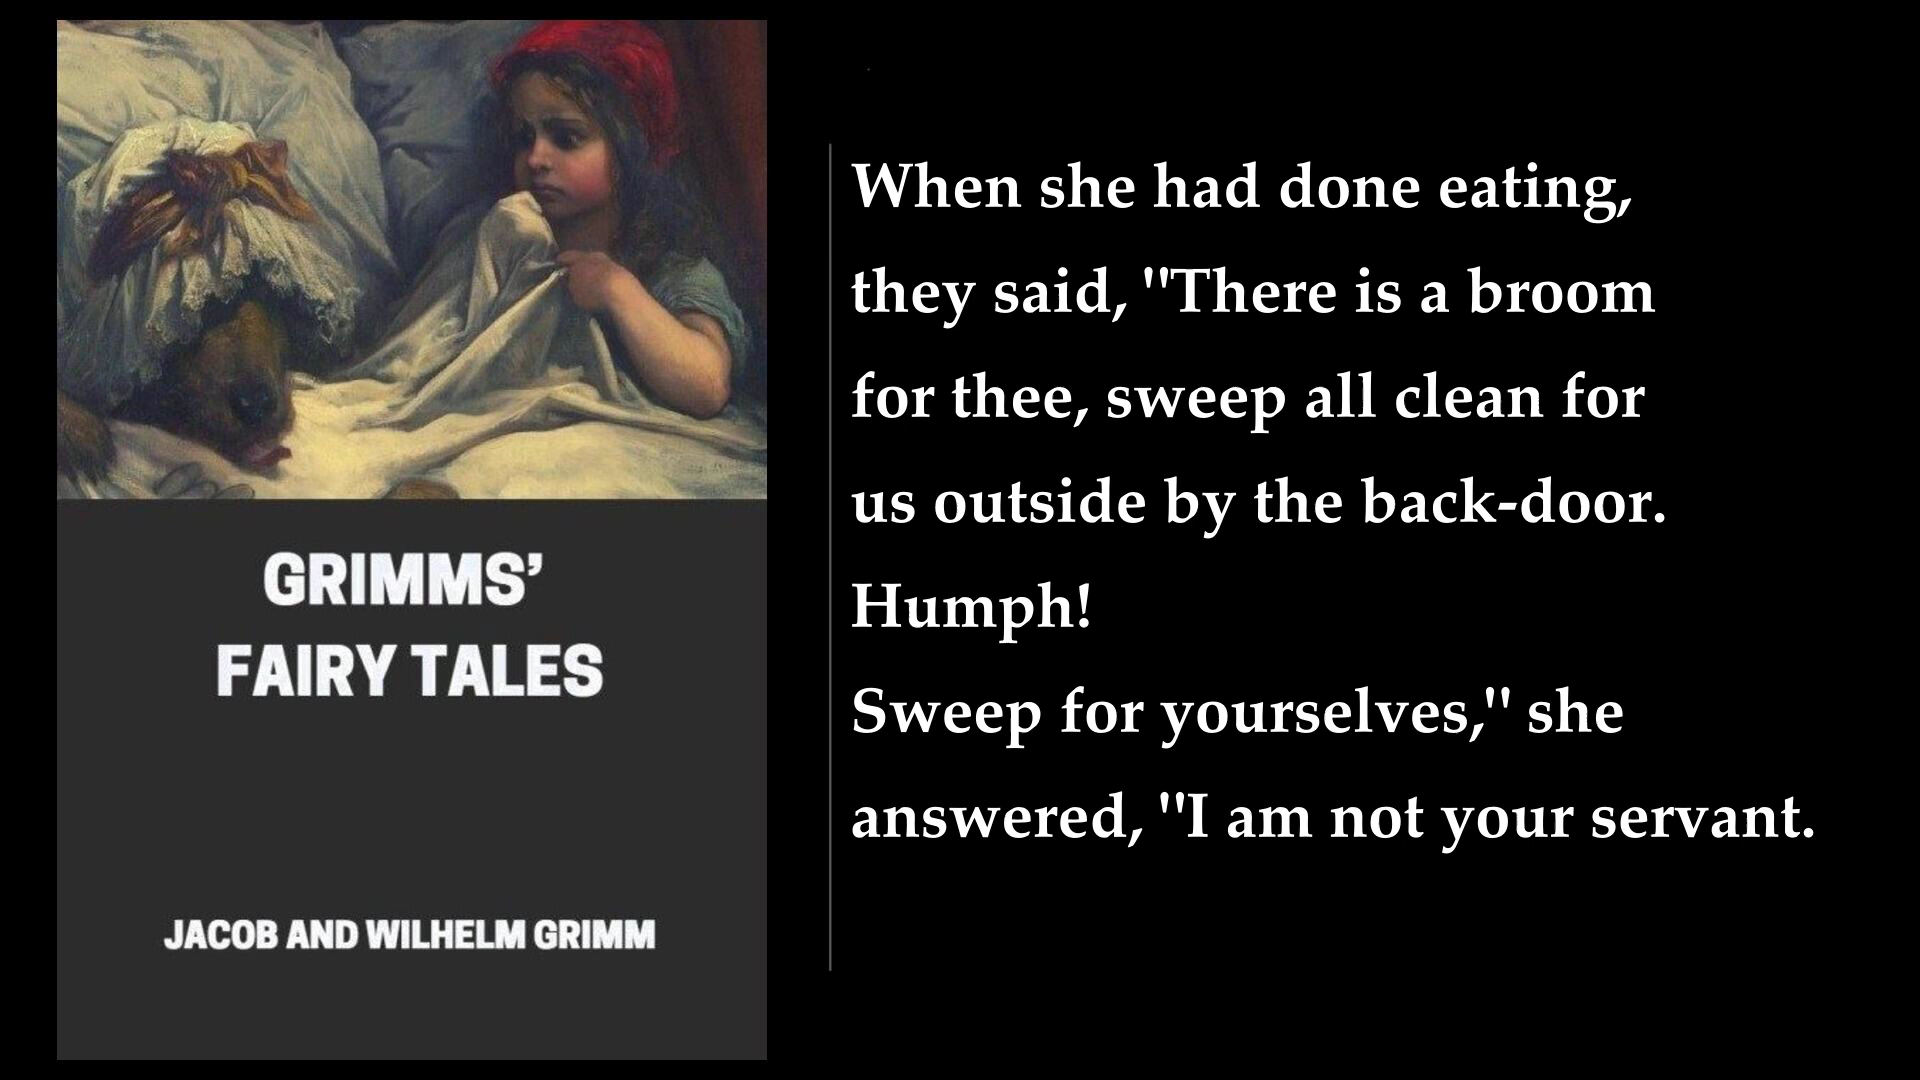 GRIMMS’
FAIRY TALES
JACOB AND WILHELM GRIMM
When she had done eating,
they said, "There is a broom
for thee, sweep all clean for
us outside by the back-door.
Humph!
Sweep for yourselves," she
answered, "I am not your servant.